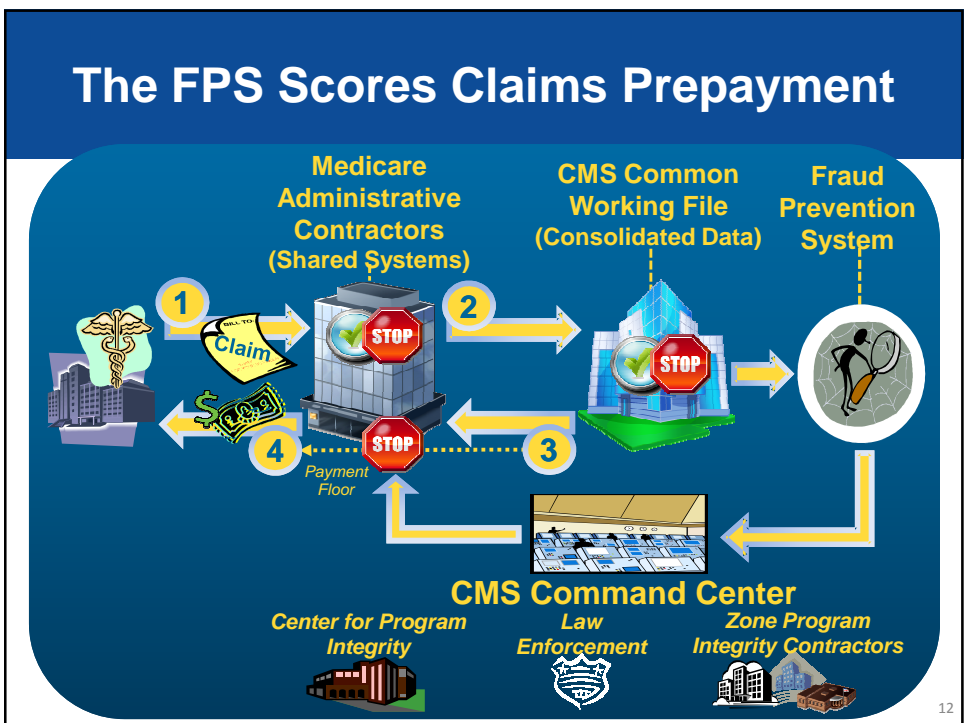 The FPS Scores Claims Prepayment
Medicare
Administrative
Contractors
(Shared Systems)
CMS Common
Working File
(Consolidated Data)
Fraud
Prevention
System
1
BILL TO
Claim
STOP
2
STOP
$
4
Payment
Floor
STOP
3
CMS Command Center
Center for Program
Integrity
Law
Enforcement
Zone Program
Integrity Contractors
12